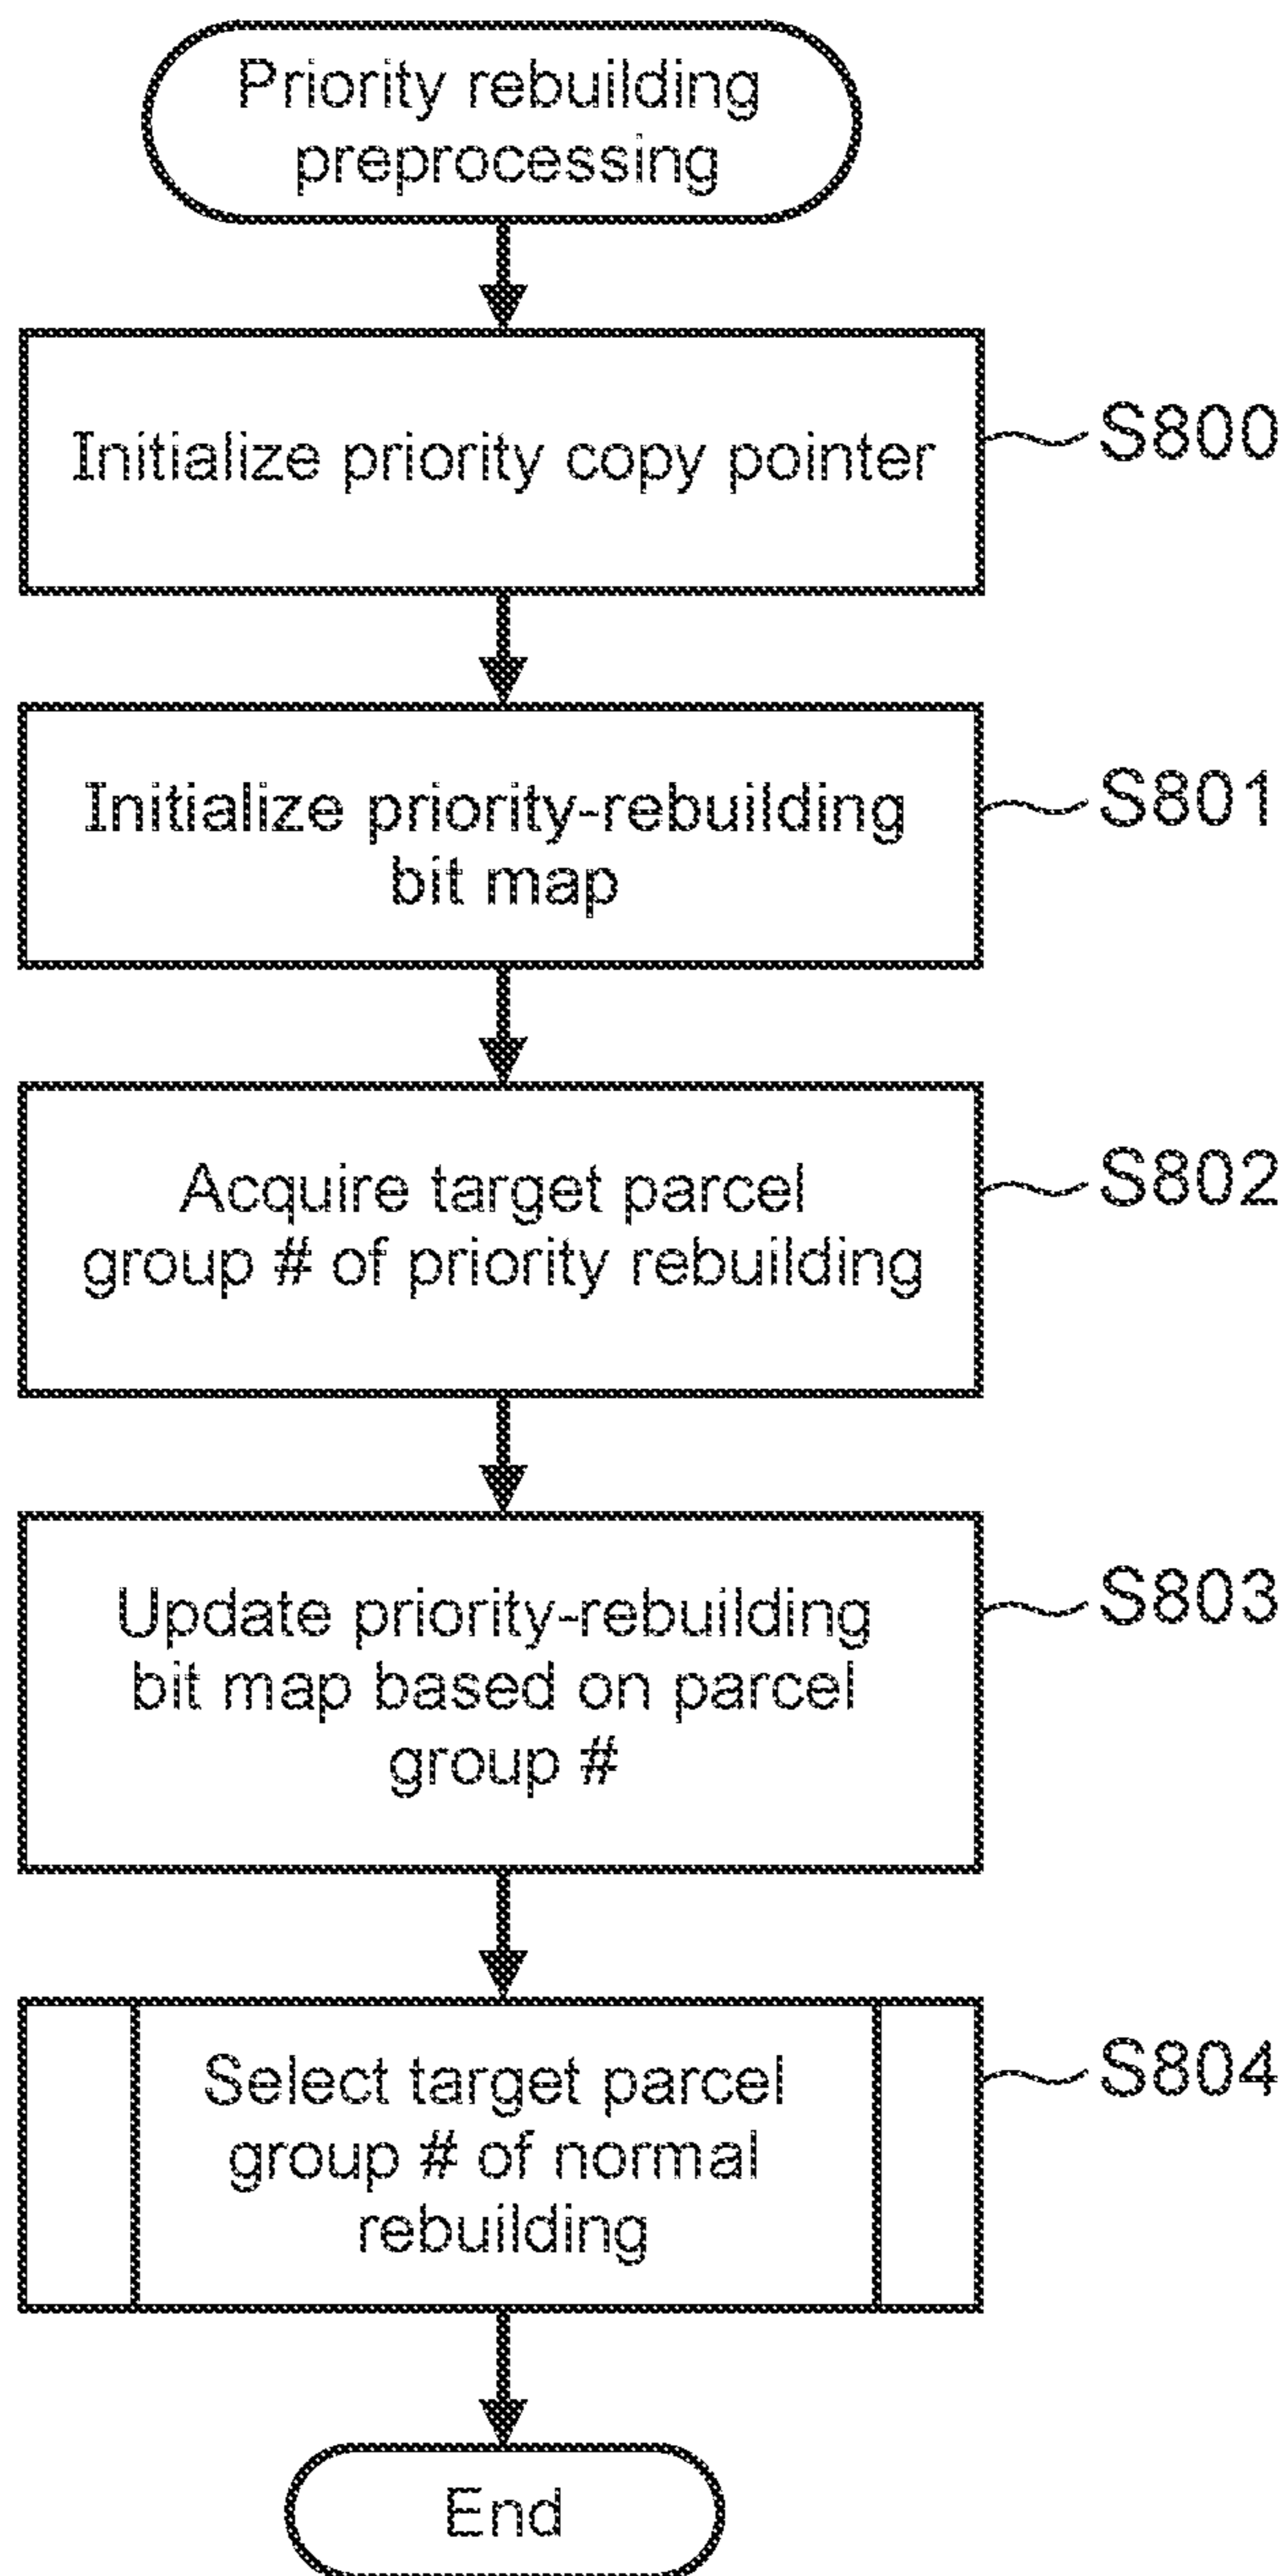 Priority rebuilding
preprocessing
Initialize priority copy pointer
S800
Initialize priority-rebuilding
bit map
S801
Acquire target parcel
group # of priority rebuilding
S802
Update priority-rebuilding
bit map based on parcel
group #
S803
Select target parcel
group # of normal
rebuilding
S804
End